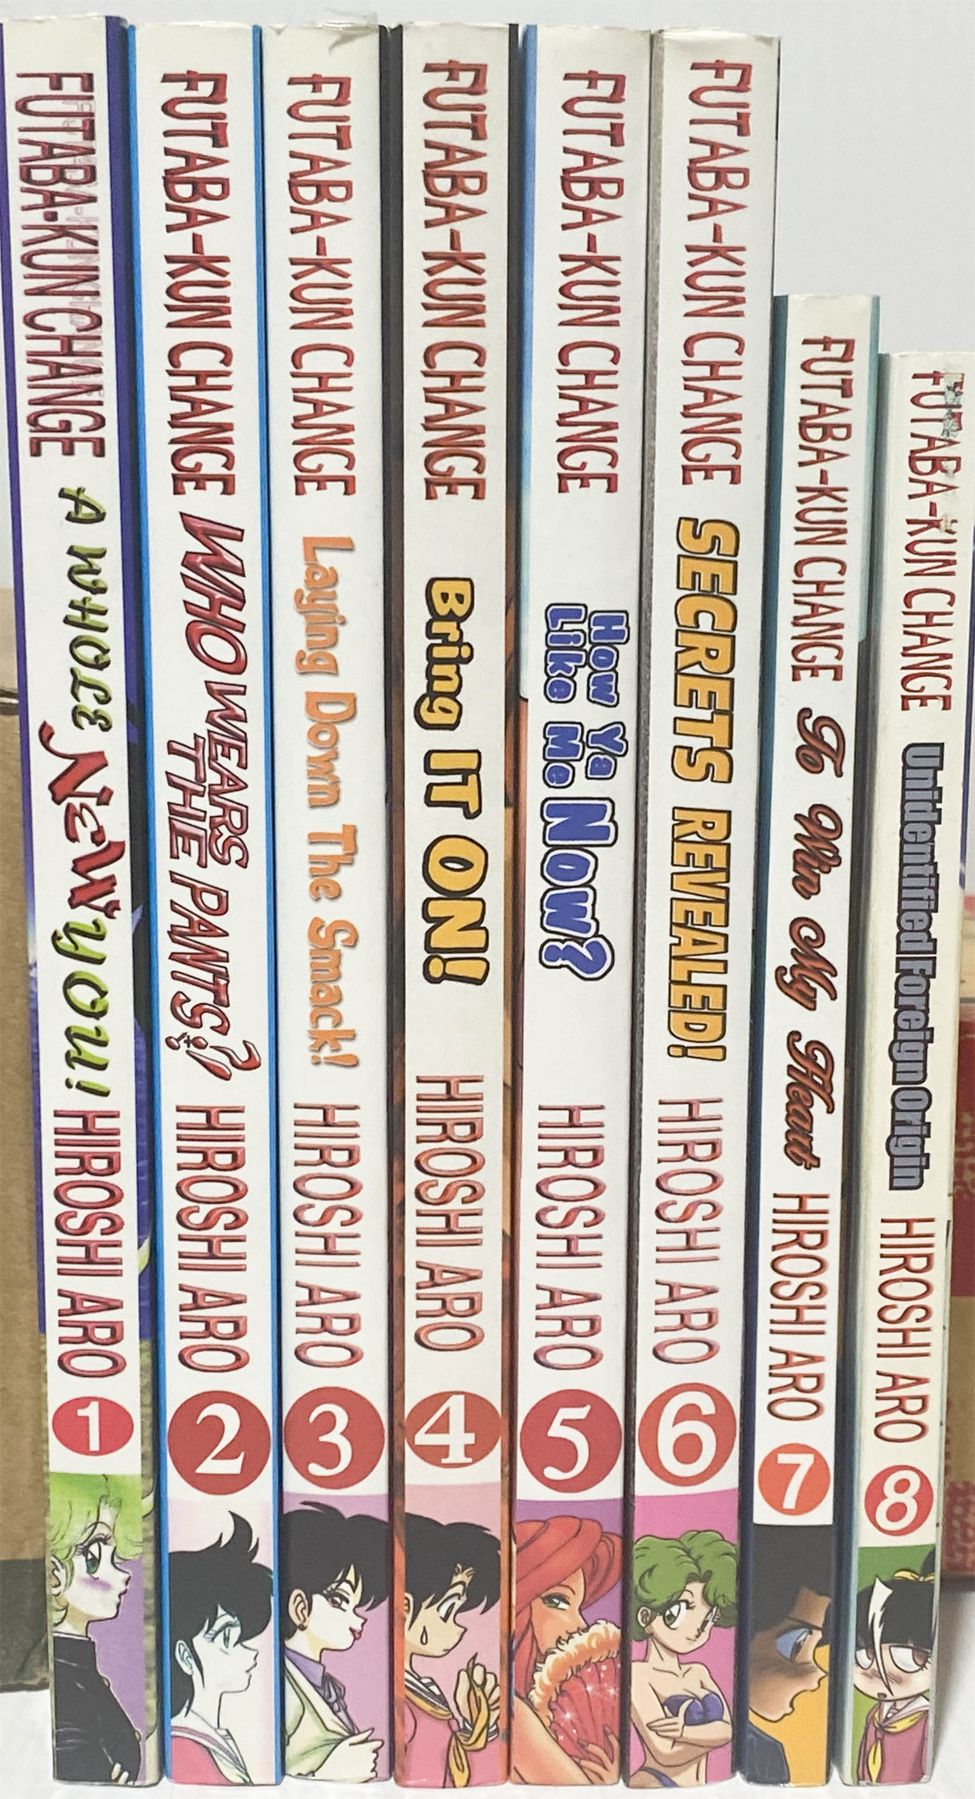 FUTABA-KUN CHANGE
A WHOLE NEW you!
HIROSHI ARO
1
FUTABA-KUN CHANGE
WHO WEARS
THE PANTS?!
HIROSHI ARO
2
FUTABA-KUN CHANGE
Laying Down The Smack!
HIROSHI ARO
3
FUTABA-KUN CHANGE
Bring IT ON!
HIROSHI ARO
4
FUTABA-KUN CHANGE
How Ya
Like Me Now?
HIROSHI ARO
5
FUTABA-KUN CHANGE
SECRETS REVEALED!
HIROSHI ARO
6
FUTABA-KUN CHANGE
To Win My Heart
HIROSHI ARO
7
FUTABA-KUN CHANGE
Unidentified Foreign Origin
HIROSHI ARO
8